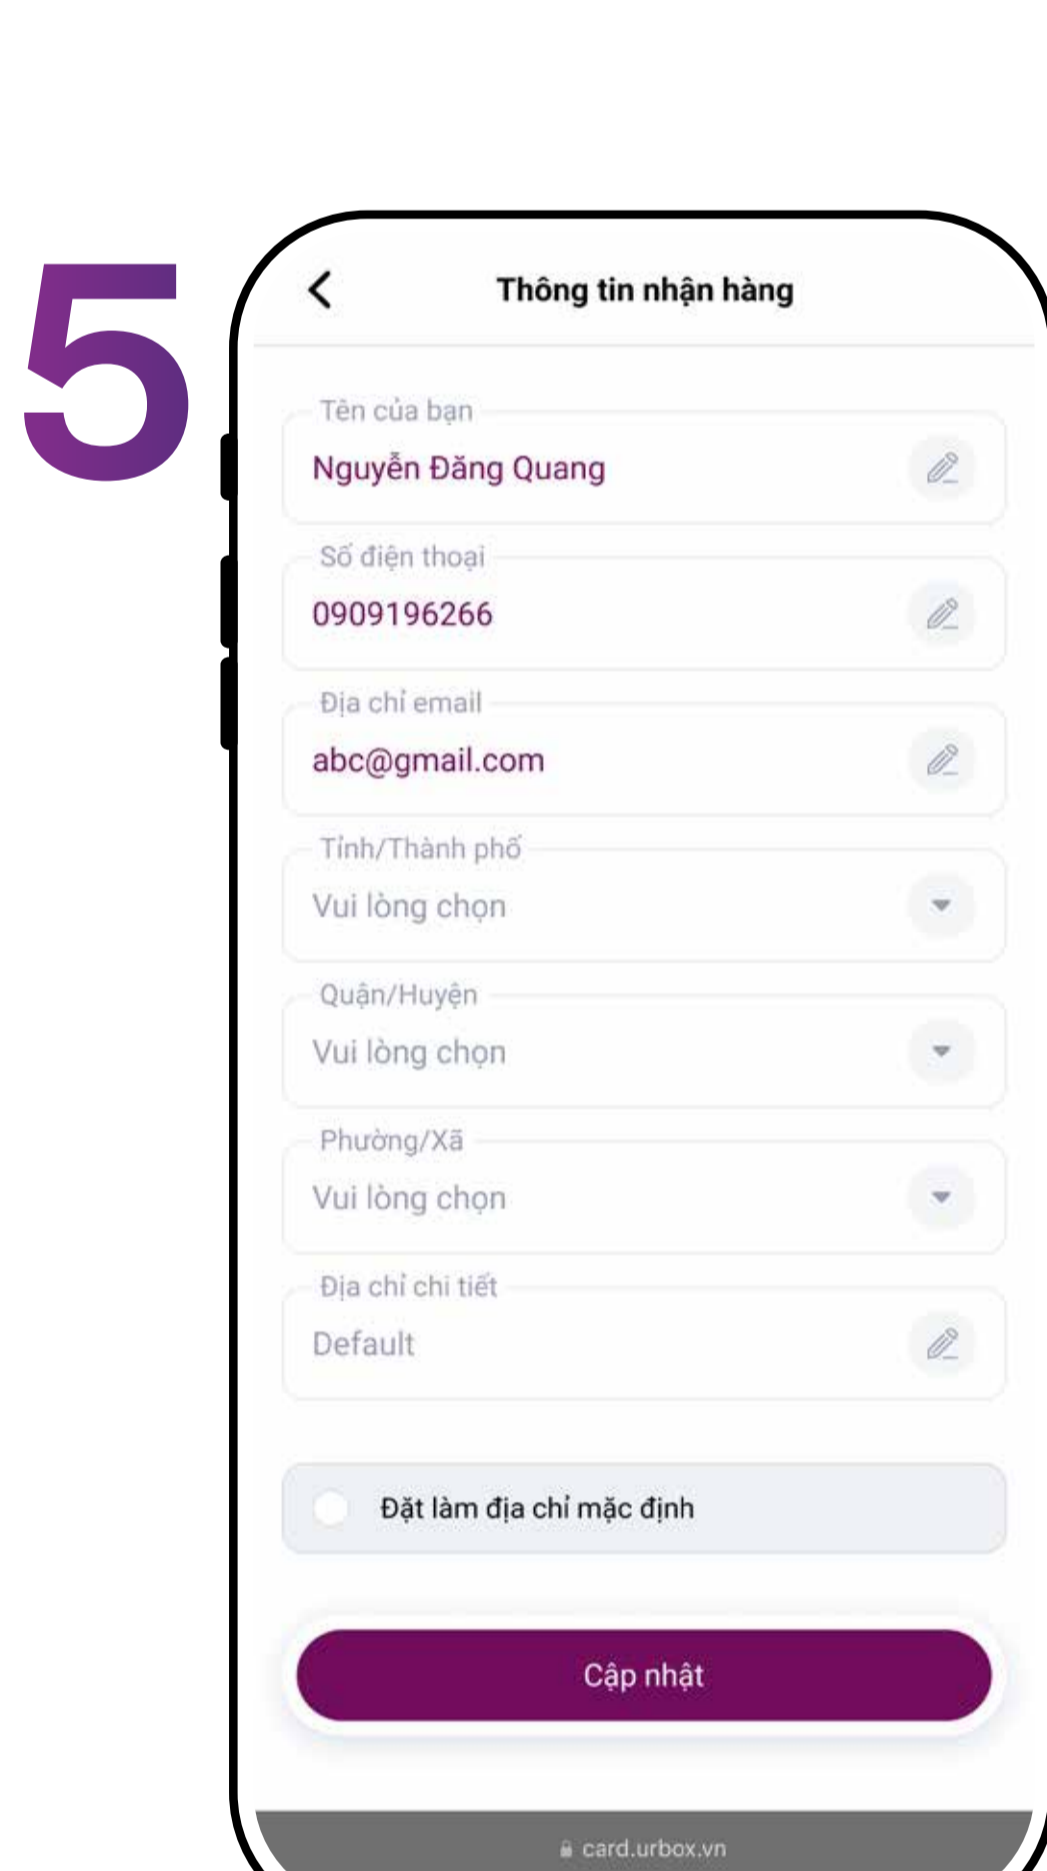 5
Thông tin nhận hàng
Tên của bạn
Nguyễn Đăng Quang
Số điện thoại
0909196266
Địa chỉ email
abc@gmail.com
Tỉnh/Thành phố
Vui lòng chọn
Quận/Huyện
Vui lòng chọn
Phường/Xã
Vui lòng chọn
Địa chỉ chi tiết
Default
Đặt làm địa chỉ mặc định
Cập nhật
card.urbox.vn